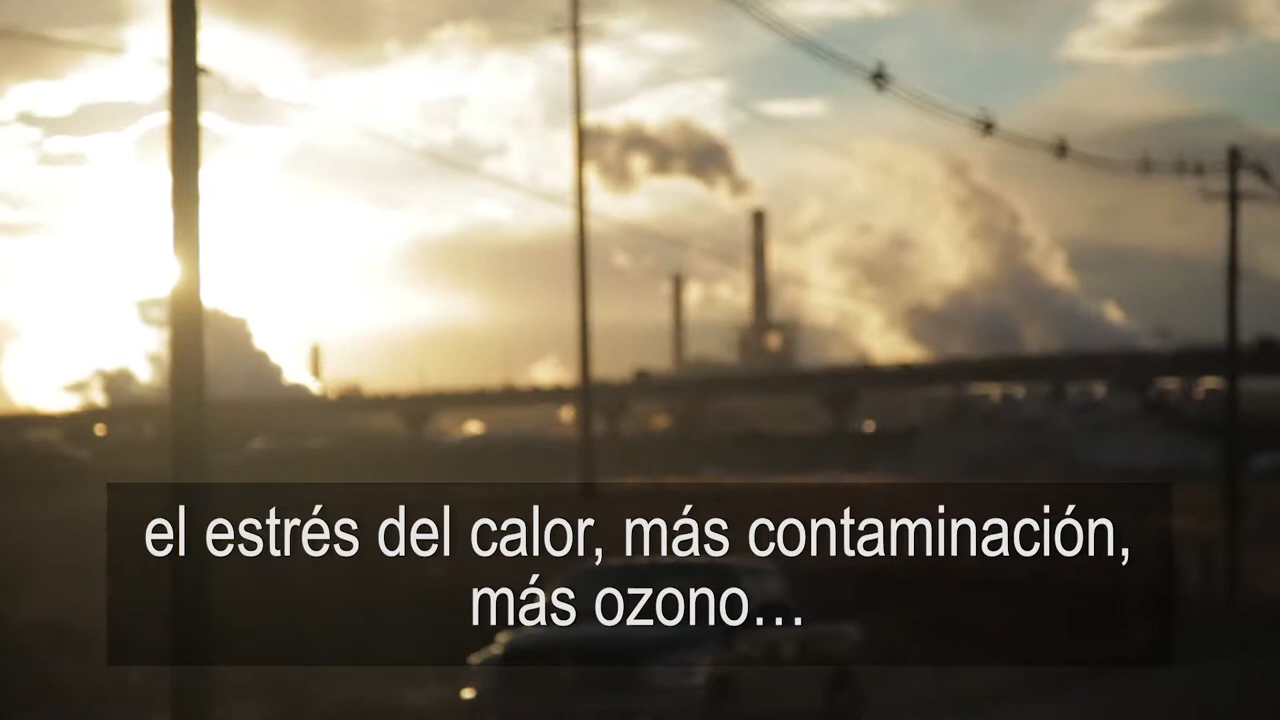 el estrés del calor, más contaminación,
más ozono…